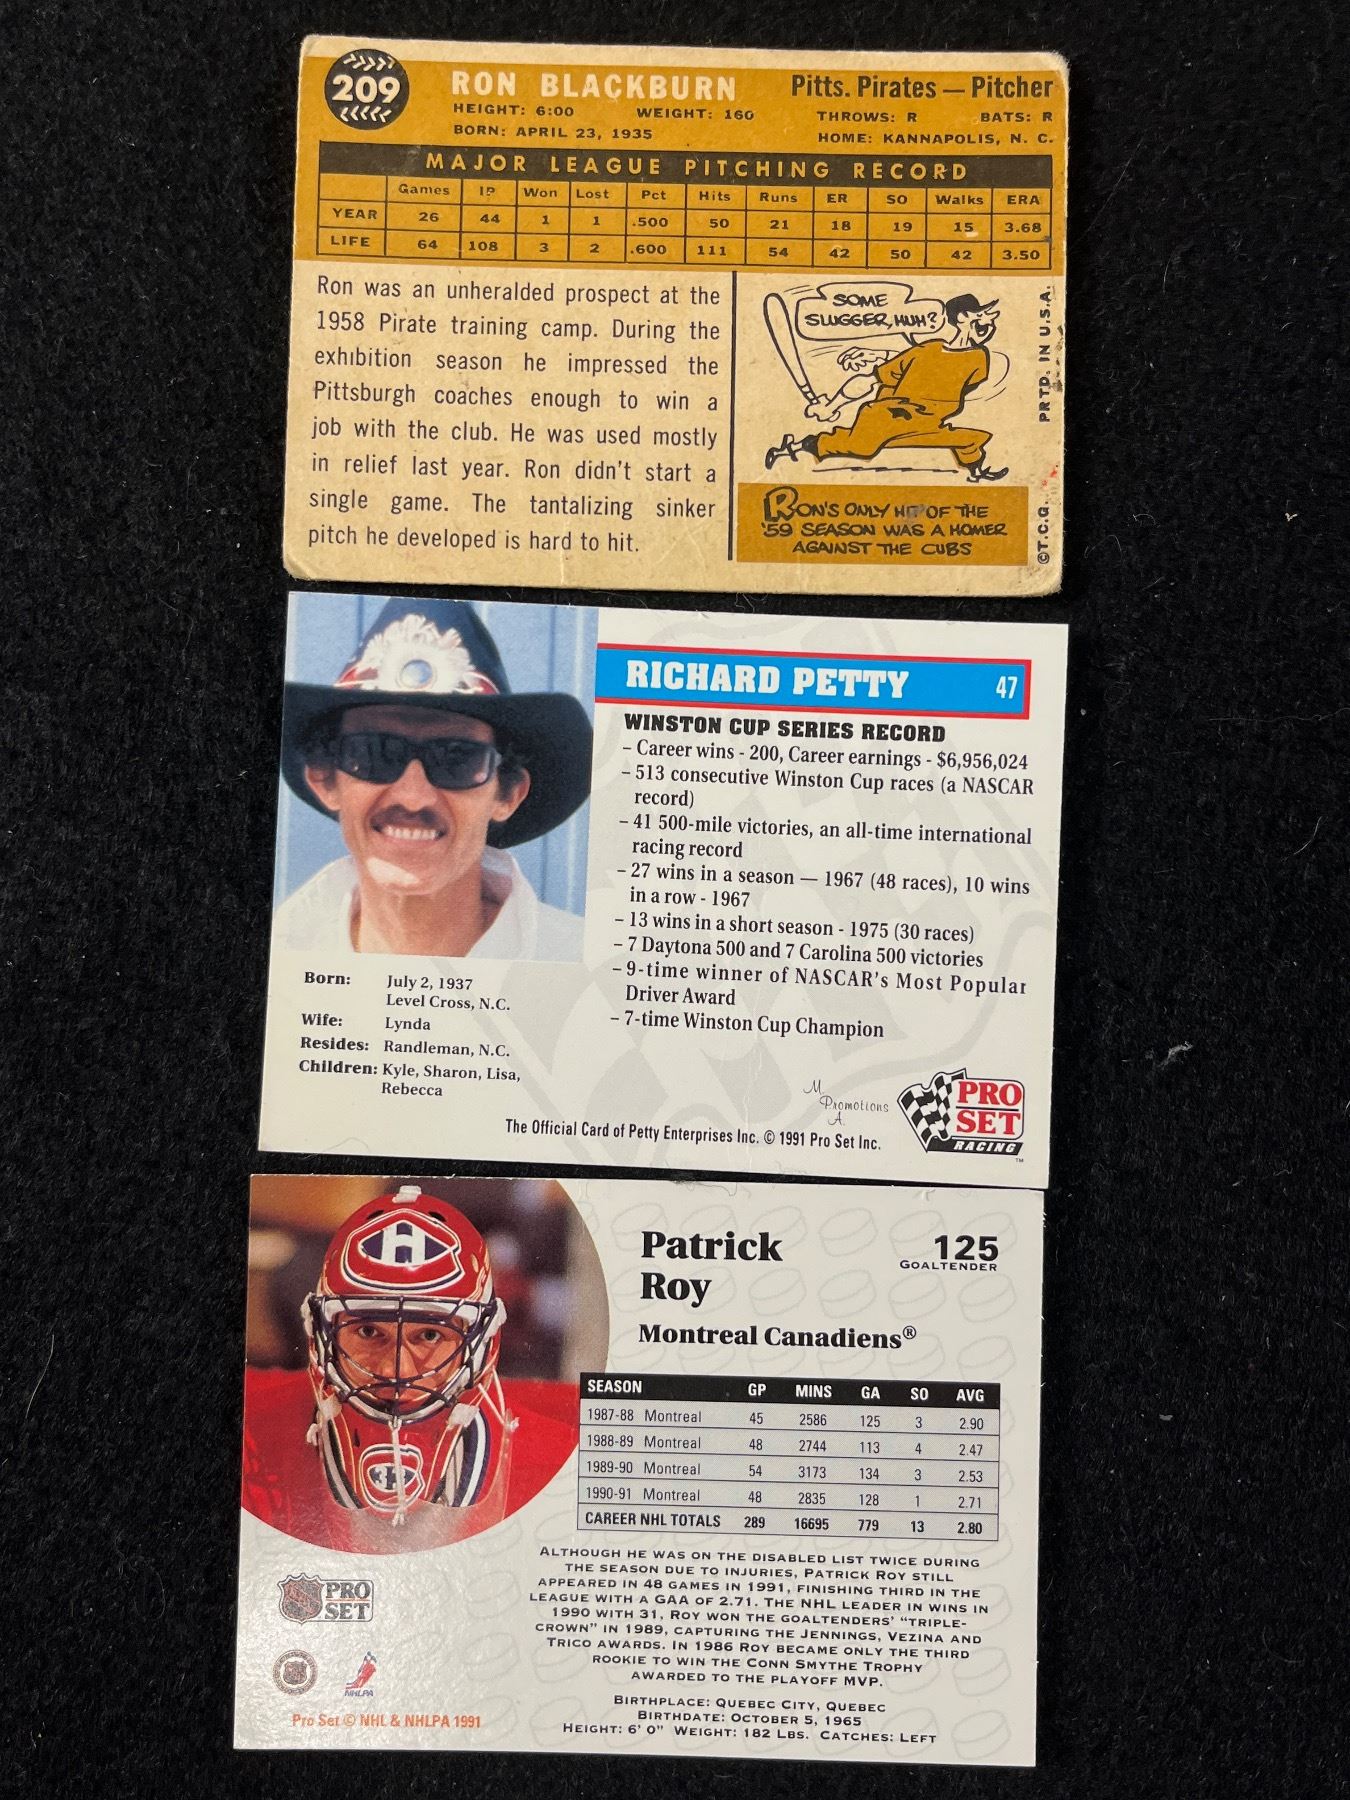 209
RON BLACKBURN
Pitts. Pirates — Pitcher
HEIGHT: 6:00 WEIGHT: 160 THROWS: R BATS: R
BORN: APRIL 23, 1935 HOME: KANNAPOLIS, N. C.
MAJOR LEAGUE PITCHING RECORD
Games IP Won Lost Pct Hits Runs ER SO Walks ERA
YEAR 26 44 1 1 .500 50 21 18 19 15 3.68
LIFE 64 108 3 2 .600 111 54 42 50 42 3.50
Ron was an unheralded prospect at the
1958 Pirate training camp. During the
exhibition season he impressed the
Pittsburgh coaches enough to win a
job with the club. He was used mostly
in relief last year. Ron didn't start a
single game. The tantalizing sinker
pitch he developed is hard to hit.
SOME
SLUGGER, HUH?
RON'S ONLY HIT OF THE
'59 SEASON WAS A HOMER
AGAINST THE CUBS
©T.C.G. PRTD. IN U.S.A.
RICHARD PETTY 47
WINSTON CUP SERIES RECORD
– Career wins - 200, Career earnings - $6,956,024
– 513 consecutive Winston Cup races (a NASCAR
record)
– 41 500-mile victories, an all-time international
racing record
– 27 wins in a season — 1967 (48 races), 10 wins
in a row - 1967
– 13 wins in a short season - 1975 (30 races)
– 7 Daytona 500 and 7 Carolina 500 victories
– 9-time winner of NASCAR's Most Popular
Driver Award
– 7-time Winston Cup Champion
Born: July 2, 1937
Level Cross, N.C.
Wife: Lynda
Resides: Randleman, N.C.
Children: Kyle, Sharon, Lisa,
Rebecca
M.
Promotions
A.
PRO
SET
RACING
™
The Official Card of Petty Enterprises Inc. © 1991 Pro Set Inc.
H
Patrick
Roy
125
GOALTENDER
Montreal Canadiens®
SEASON GP MINS GA SO AVG
1987-88 Montreal 45 2586 125 3 2.90
1988-89 Montreal 48 2744 113 4 2.47
1989-90 Montreal 54 3173 134 3 2.53
1990-91 Montreal 48 2835 128 1 2.71
CAREER NHL TOTALS 289 16695 779 13 2.80
ALTHOUGH HE WAS ON THE DISABLED LIST TWICE DURING
THE SEASON DUE TO INJURIES, PATRICK ROY STILL
APPEARED IN 48 GAMES IN 1991, FINISHING THIRD IN THE
LEAGUE WITH A GAA OF 2.71. THE NHL LEADER IN WINS IN
1990 WITH 31, ROY WON THE GOALTENDERS' "TRIPLE-
CROWN" IN 1989, CAPTURING THE JENNINGS, VEZINA AND
TRICO AWARDS. IN 1986 ROY BECAME ONLY THE THIRD
ROOKIE TO WIN THE CONN SMYTHE TROPHY
AWARDED TO THE PLAYOFF MVP.
BIRTHPLACE: QUEBEC CITY, QUEBEC
BIRTHDATE: OCTOBER 5, 1965
HEIGHT: 6' 0" WEIGHT: 182 LBS. CATCHES: LEFT
PRO
SET
NHLPA
Pro Set © NHL & NHLPA 1991